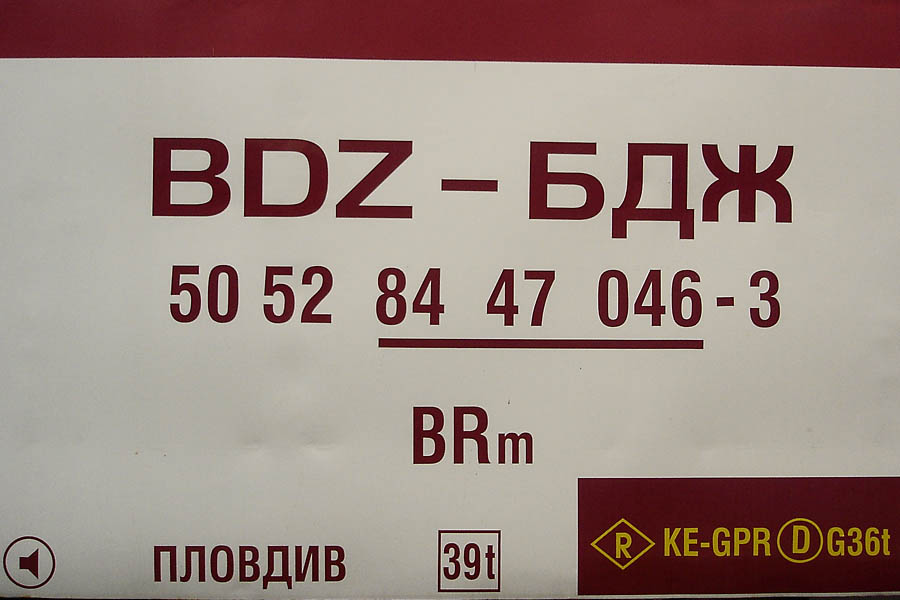 BDZ – БДЖ
50 52 84 47 046-3
BRm
ПЛОВДИВ 39t R KE-GPR D G36t